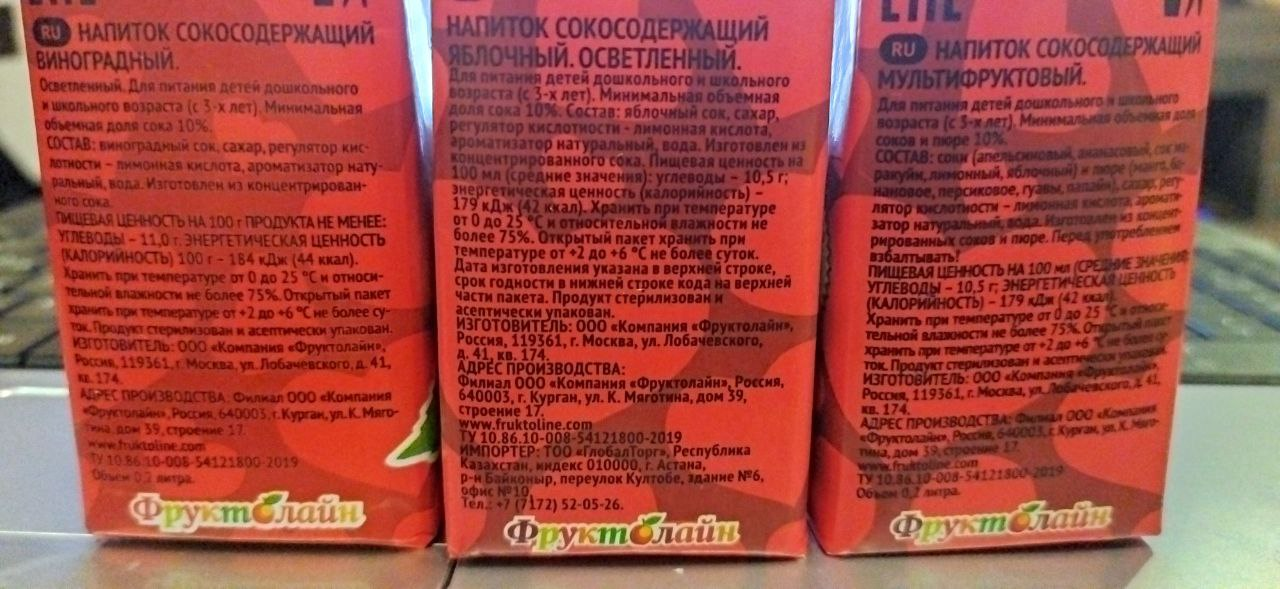 RU НАПИТОК СОКОСОДЕРЖАЩИЙ
ВИНОГРАДНЫЙ.
Осветленный. Для питания детей дошкольного
и школьного возраста (с 3-х лет). Минимальная
объемная доля сока 10%.
СОСТАВ: виноградный сок, сахар, регулятор кис-
лотности – лимонная кислота, ароматизатор нату-
ральный, вода. Изготовлен из концентрирован-
ного сока.
ПИЩЕВАЯ ЦЕННОСТЬ НА 100 г ПРОДУКТА НЕ МЕНЕЕ:
УГЛЕВОДЫ – 11,0 г. ЭНЕРГЕТИЧЕСКАЯ ЦЕННОСТЬ
(КАЛОРИЙНОСТЬ) 100 г – 184 кДж (44 ккал).
Хранить при температуре от 0 до 25 °С и относи-
тельной влажности не более 75%. Открытый пакет
хранить при температуре от +2 до +6 °С не более су-
ток. Продукт стерилизован и асептически упакован.
ИЗГОТОВИТЕЛЬ: ООО «Компания «Фруктолайн»,
Россия, 119361, г. Москва, ул. Лобачевского, д. 41,
кв. 174.
АДРЕС ПРОИЗВОДСТВА: Филиал ООО «Компания
«Фруктолайн», Россия, 640003, г. Курган, ул. К. Мяго-
тина, дом 39, строение 17.
www.fruktoline.com
ТУ 10.86.10-008-54121800-2019
Объем 0,2 литра.
Фруктолайн
НАПИТОК СОКОСОДЕРЖАЩИЙ
ЯБЛОЧНЫЙ. ОСВЕТЛЕННЫЙ.
Для питания детей дошкольного и школьного
возраста (с 3-х лет). Минимальная объемная
доля сока 10%. Состав: яблочный сок, сахар,
регулятор кислотности - лимонная кислота,
ароматизатор натуральный, вода. Изготовлен из
концентрированного сока. Пищевая ценность на
100 мл (средние значения): углеводы – 10,5 г;
энергетическая ценность (калорийность) –
179 кДж (42 ккал). Хранить при температуре
от 0 до 25 °С и относительной влажности не
более 75%. Открытый пакет хранить при
температуре от +2 до +6 °С не более суток.
Дата изготовления указана в верхней строке,
срок годности в нижней строке кода на верхней
части пакета. Продукт стерилизован и
асептически упакован.
ИЗГОТОВИТЕЛЬ: ООО «Компания «Фруктолайн»,
Россия, 119361, г. Москва, ул. Лобачевского,
д. 41, кв. 174.
АДРЕС ПРОИЗВОДСТВА:
Филиал ООО «Компания «Фруктолайн», Россия,
640003, г. Курган, ул. К. Мяготина, дом 39,
строение 17.
www.fruktoline.com
ТУ 10.86.10-008-54121800-2019
ИМПОРТЕР: ТОО «ГлобалТорг», Республика
Казахстан, индекс 010000, г. Астана,
р-н Байконыр, переулок Култобе, здание №6,
офис №10,
Тел.: +7 (7172) 52-05-26.
Фруктолайн
RU НАПИТОК СОКОСОДЕРЖАЩИЙ
МУЛЬТИФРУКТОВЫЙ.
Для питания детей дошкольного и школьного
возраста (с 3-х лет). Минимальная объемная доля
соков и пюре 10%.
СОСТАВ: соки (апельсиновый, ананасовый, сок ма-
ракуйи, лимонный, яблочный) и пюре (манго, ба-
нановое, персиковое, гуавы, папайи), сахар, регу-
лятор кислотности – лимонная кислота, аромати-
затор натуральный, вода. Изготовлен из концент-
рированных соков и пюре. Перед употреблением
взбалтывать!
ПИЩЕВАЯ ЦЕННОСТЬ НА 100 мл (СРЕДНИЕ ЗНАЧЕНИЯ):
УГЛЕВОДЫ – 10,5 г; ЭНЕРГЕТИЧЕСКАЯ ЦЕННОСТЬ
(КАЛОРИЙНОСТЬ) – 179 кДж (42 ккал).
Хранить при температуре от 0 до 25 °С и относи-
тельной влажности не более 75%. Открытый пакет
хранить при температуре от +2 до +6 °С не более су-
ток. Продукт стерилизован и асептически упакован.
ИЗГОТОВИТЕЛЬ: ООО «Компания «Фруктолайн»,
Россия, 119361, г. Москва, ул. Лобачевского, д. 41,
кв. 174.
АДРЕС ПРОИЗВОДСТВА: Филиал ООО «Компания
«Фруктолайн», Россия, 640003, г. Курган, ул. К. Мяго-
тина, дом 39, строение 17.
www.fruktoline.com
ТУ 10.86.10-008-54121800-2019
Объем 0,2 литра.
Фруктолайн